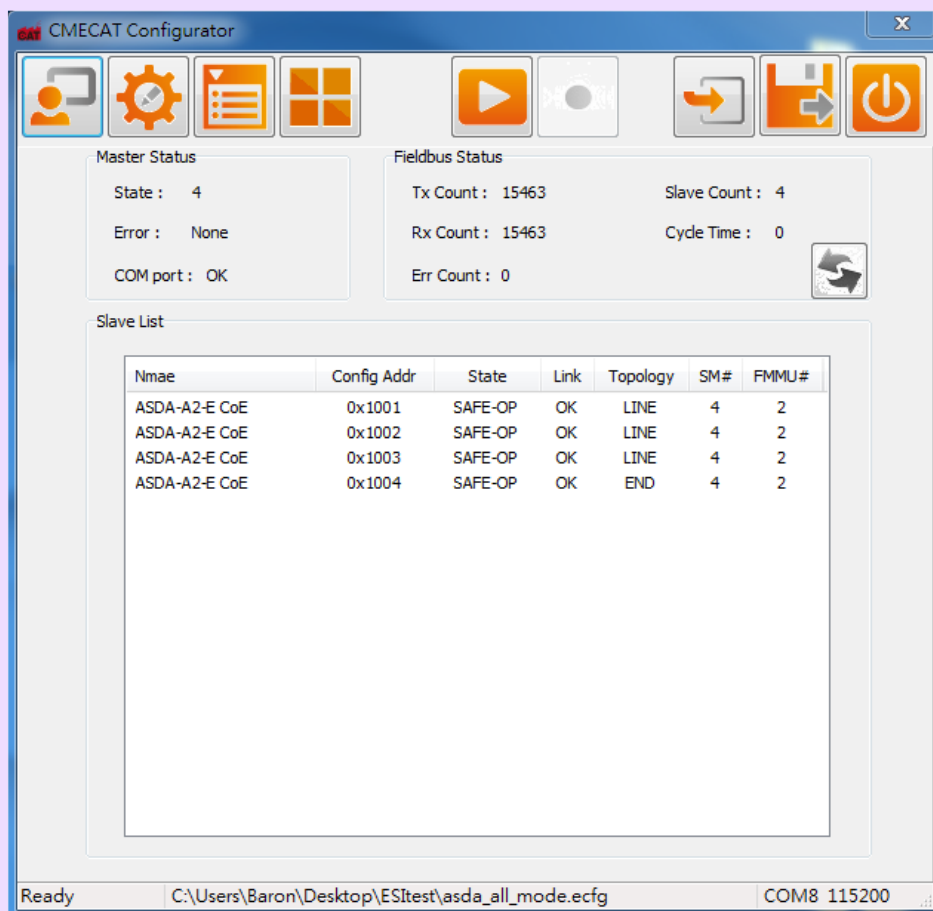 CAT CMECAT Configurator
Master Status
State : 4
Error : None
COM port : OK
Fieldbus Status
Tx Count : 15463
Slave Count : 4
Rx Count : 15463
Cycle Time : 0
Err Count : 0
Slave List
Nmae Config Addr State Link Topology SM# FMMU#
ASDA-A2-E CoE 0x1001 SAFE-OP OK LINE 4 2
ASDA-A2-E CoE 0x1002 SAFE-OP OK LINE 4 2
ASDA-A2-E CoE 0x1003 SAFE-OP OK LINE 4 2
ASDA-A2-E CoE 0x1004 SAFE-OP OK END 4 2
Ready C:\Users\Baron\Desktop\ESItest\asda_all_mode.ecfg COM8 115200